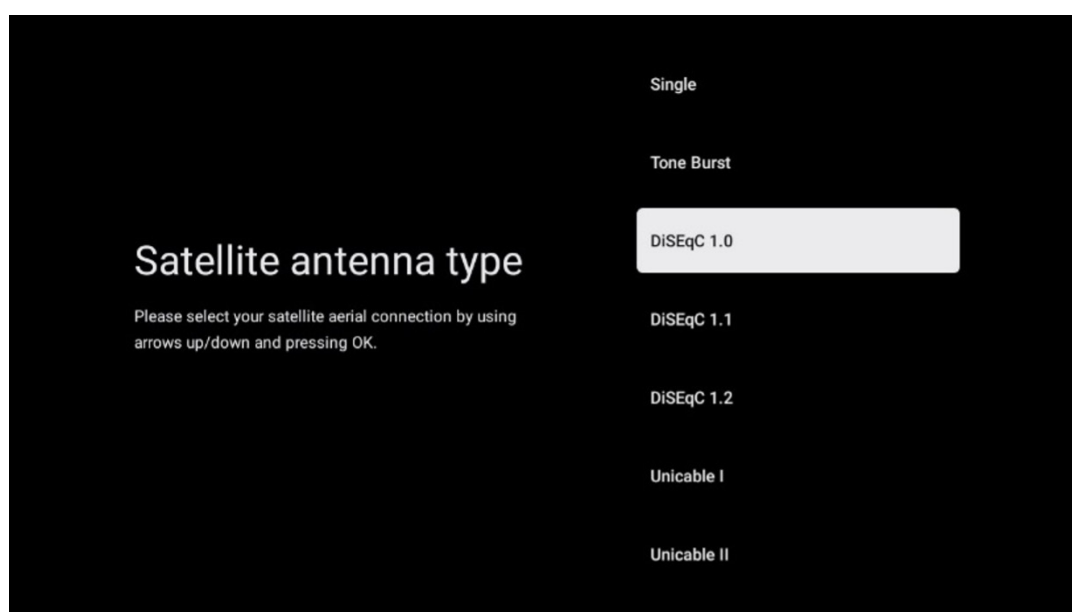 Satellite antenna type
Please select your satellite aerial connection by using
arrows up/down and pressing OK.
Single
Tone Burst
DiSEqC 1.0
DiSEqC 1.1
DiSEqC 1.2
Unicable I
Unicable II